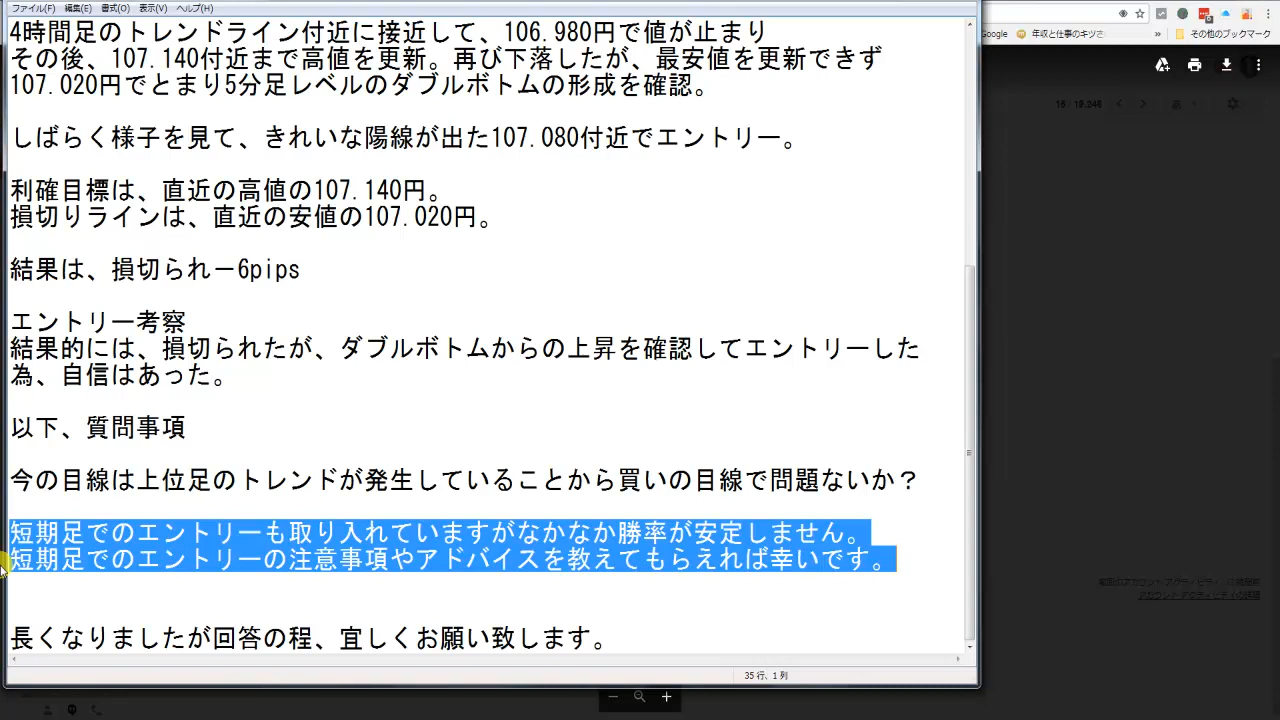 ファイル(F) 編集(E) 書式(O) 表示(V) ヘルプ(H)
4時間足のトレンドライン付近に接近して、106.980円で値が止まり
その後、107.140付近まで高値を更新。再び下落したが、最安値を更新できず
107.020円でとまり5分足レベルのダブルボトムの形成を確認。
しばらく様子を見て、きれいな陽線が出た107.080付近でエントリー。
利確目標は、直近の高値の107.140円。
損切りラインは、直近の安値の107.020円。
結果は、損切られー6pips
エントリー考察
結果的には、損切られたが、ダブルボトムからの上昇を確認してエントリーした
為、自信はあった。
以下、質問事項
今の目線は上位足のトレンドが発生していることから買いの目線で問題ないか？
短期足でのエントリーも取り入れていますがなかなか勝率が安定しません。
短期足でのエントリーの注意事項やアドバイスを教えてもらえれば幸いです。
長くなりましたが回答の程、宜しくお願い致します。
35 行、1 列
Google 年収と仕事のキツさ » その他のブックマーク